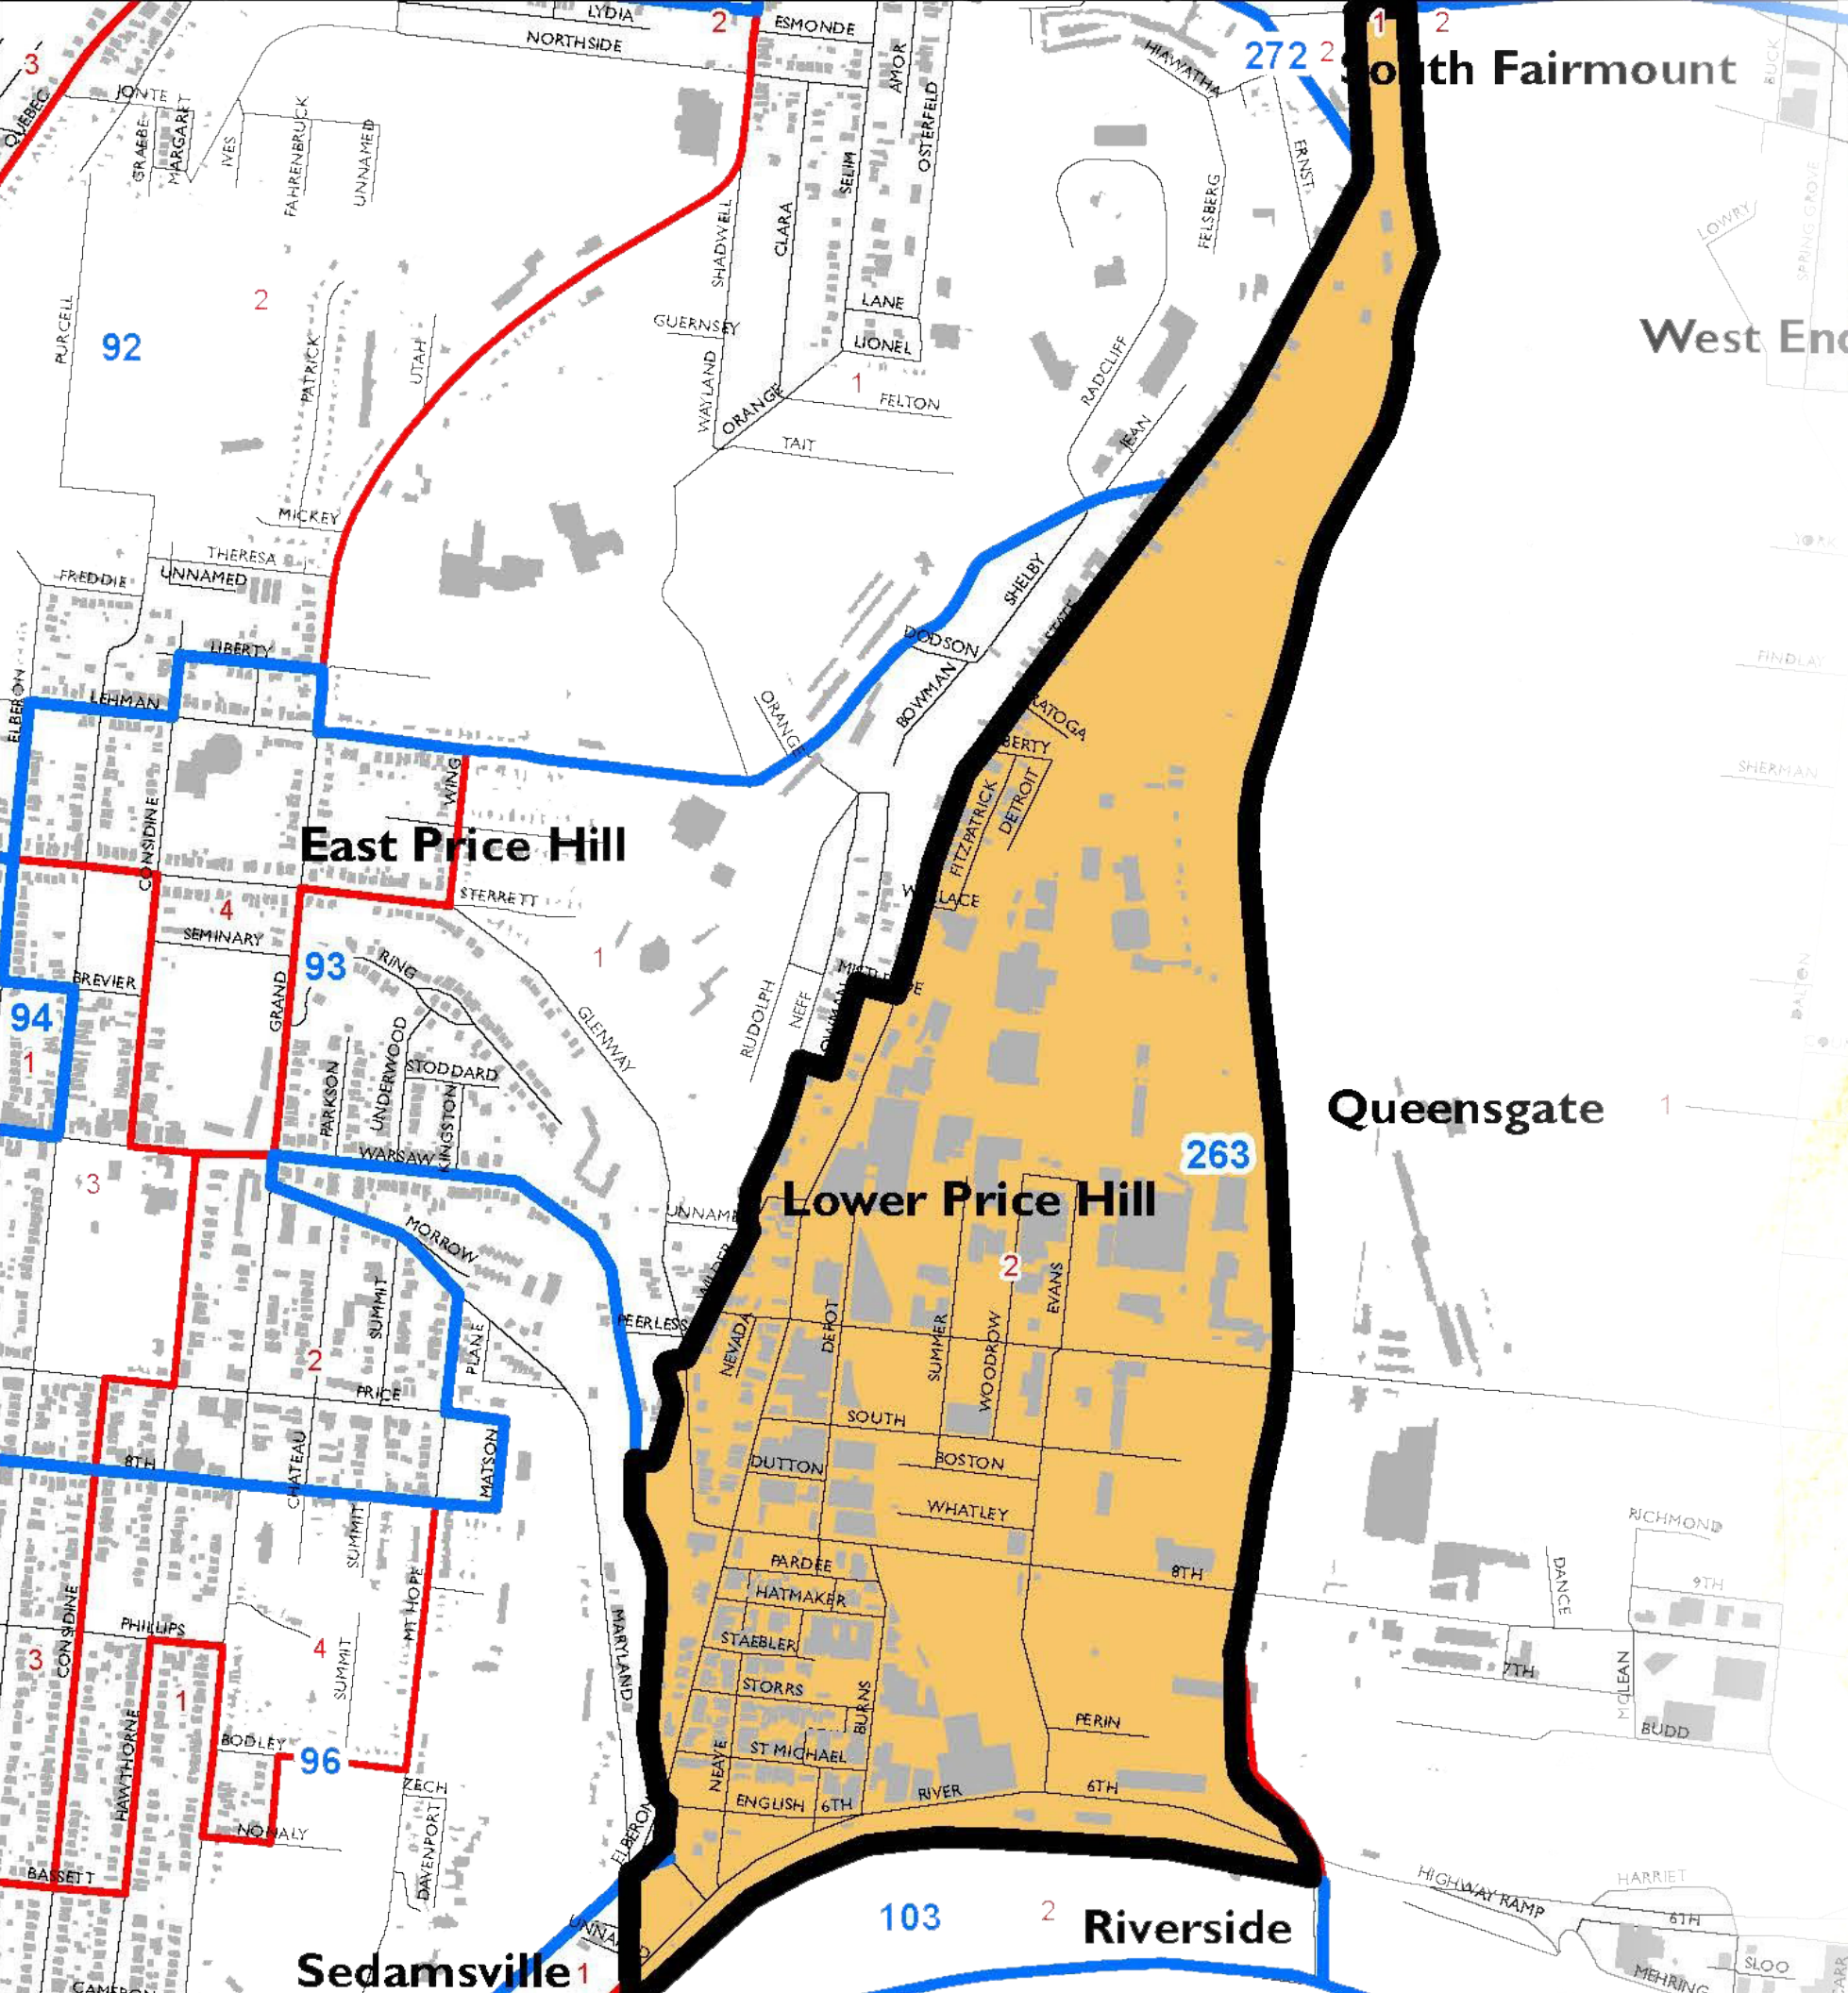 LYDIA
2
ESMONDE
NORTHSIDE
AMOR
HIAWATHA
272
2
1
2
South Fairmount
BUCK
3
QUEBEC
JONTE
GRAEBE
MARGARET
IVES
FAHRENBRUCK
UNNAMED
SELIM
OSTERFELD
ERNST
FELSBERG
LOWRY
SPRING GROVE
SHADWELL
CLARA
2
PURCELL
92
PATRICK
UTAH
GUERNSEY
LANE
LIONEL
West End
WAYLAND
ORANGE
1
FELTON
TAIT
RADCLIFF
JEAN
MICKEY
YORK
THERESA
FREDDIE
UNNAMED
SHELBY
STATE
LIBERTY
DODSON
FINDLAY
ELBERON
LEHMAN
ORANGE
BOWMAN
RATOGA
BERTY
SHERMAN
WING
FITZPATRICK
DETROIT
CONSIDINE
East Price Hill
STERRETT
LACE
4
SEMINARY
93
RING
1
BREVIER
GRAND
DALTON
94
1
RUDOLPH
NEFF
GLENWAY
PARKSON
UNDERWOOD
STODDARD
KINGSTON
Queensgate
1
WARSAW
263
3
Lower Price Hill
MORROW
2
SUMMIT
EVANS
PEERLESS
PLANE
NEVADA
DEPOT
SUMMER
WOODROW
2
PRICE
SOUTH
CHATEAU
8TH
MATSON
DUTTON
BOSTON
WHATLEY
RICHMOND
SUMMIT
8TH
PARDEE
HATMAKER
DANCE
9TH
MT HOPE
CONSIDINE
PHILLIPS
MARYLAND
STAEBLER
3
4
SUMMIT
7TH
MCLEAN
1
STORRS
BURNS
HAWTHORNE
PERIN
BUDD
BODLEY
96
ST MICHAEL
NEAVE
ZECH
RIVER
6TH
ENGLISH
6TH
NONALY
DAVENPORT
ELBERON
BASSETT
HIGHWAY RAMP
HARRIET
6TH
103
2
Riverside
Sedamsville
1
SLOO
MEHRING